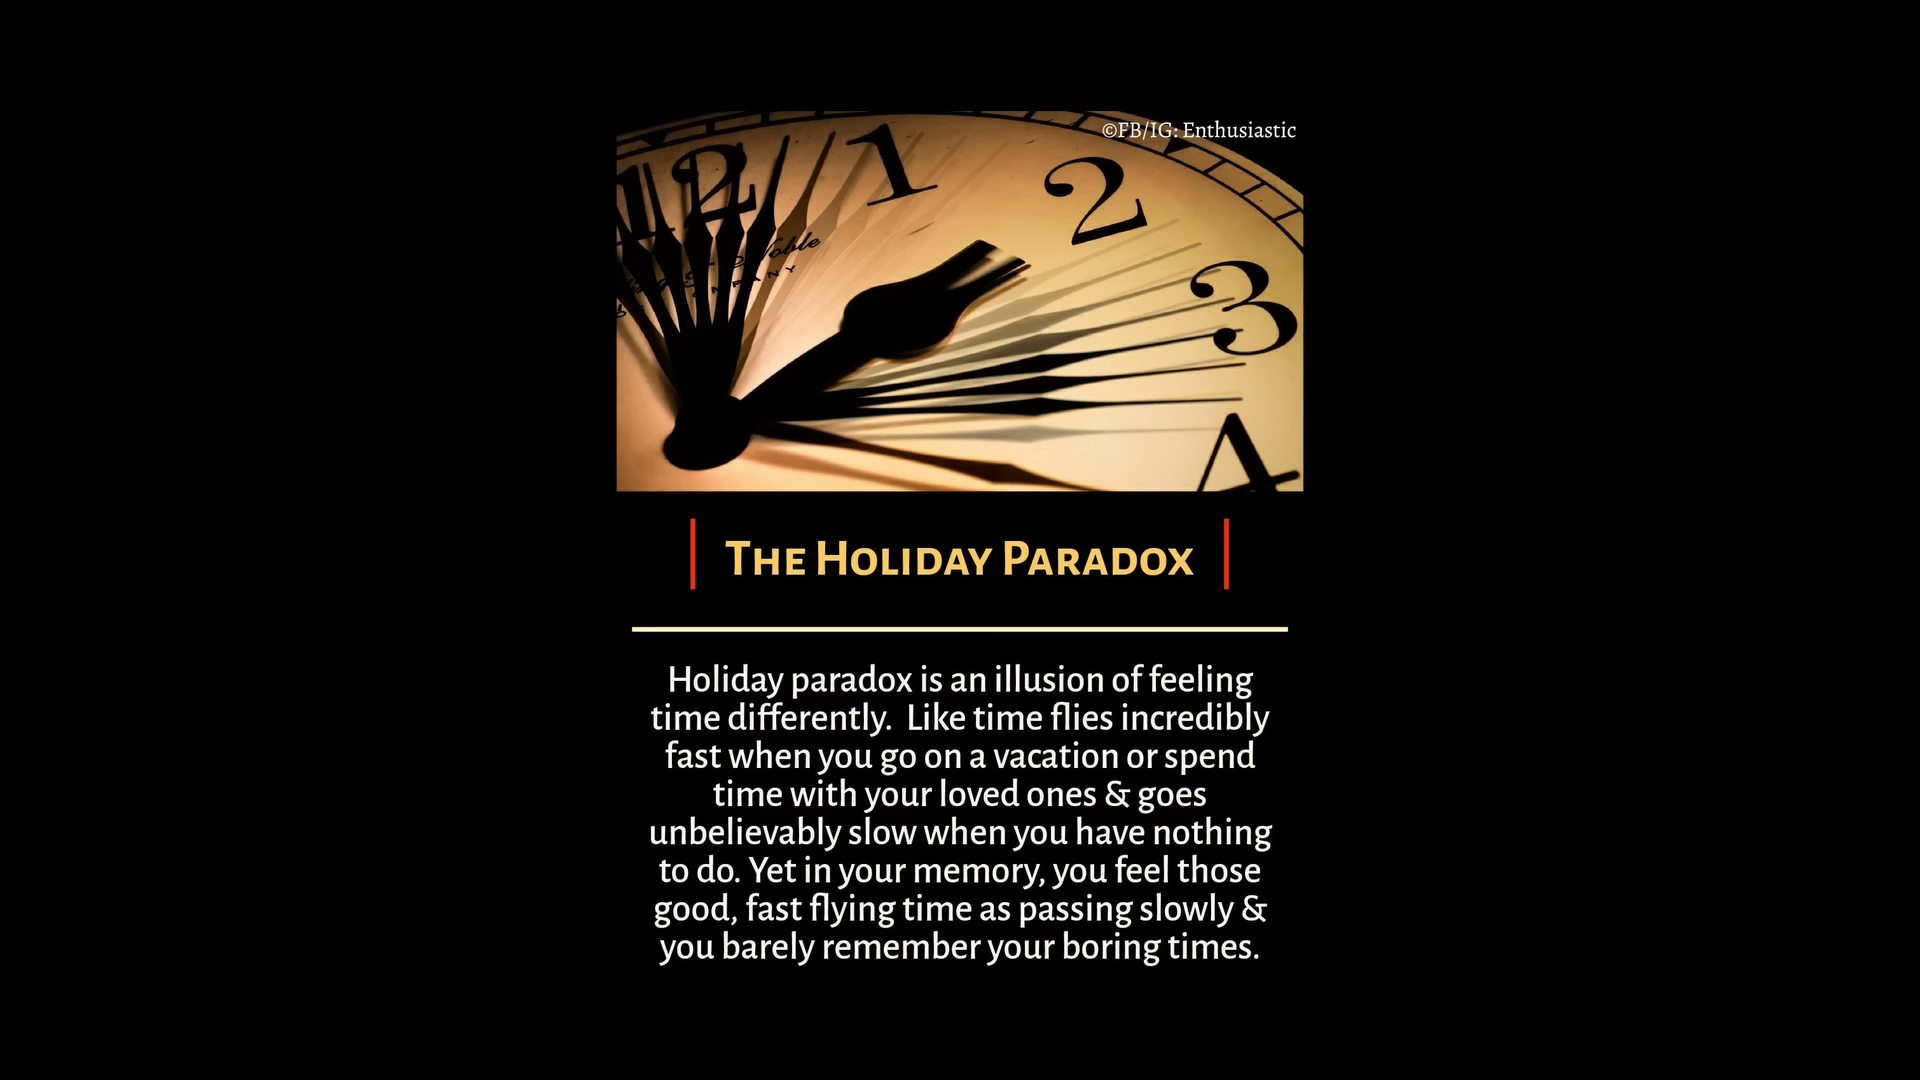 ©FB/IG: Enthusiastic
12 1 2 3 4
Noble
The Holiday Paradox
Holiday paradox is an illusion of feeling
time differently. Like time flies incredibly
fast when you go on a vacation or spend
time with your loved ones & goes
unbelievably slow when you have nothing
to do. Yet in your memory, you feel those
good, fast flying time as passing slowly &
you barely remember your boring times.